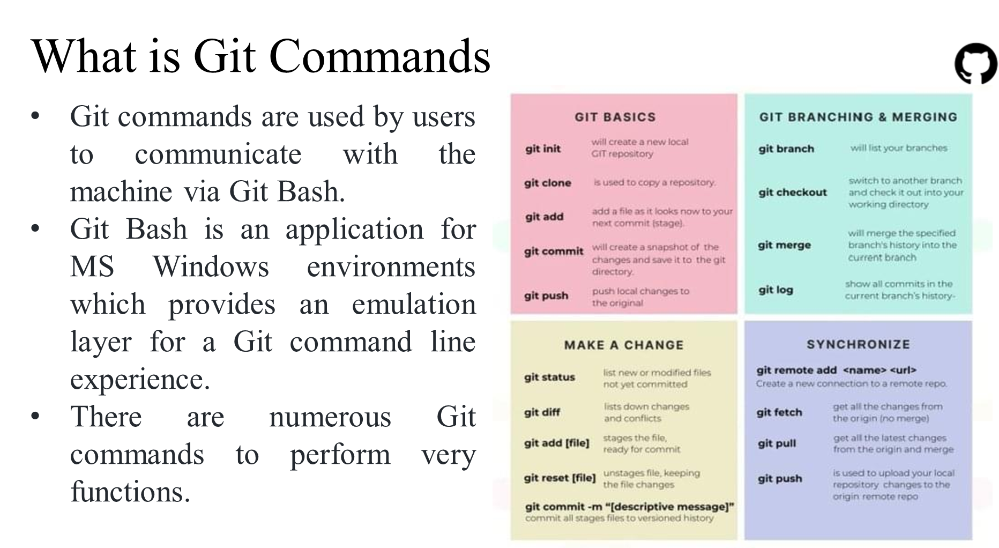 What is Git Commands
• Git commands are used by users
to communicate with the
machine via Git Bash.
• Git Bash is an application for
MS Windows environments
which provides an emulation
layer for a Git command line
experience.
• There are numerous Git
commands to perform very
functions.
GIT BASICS
git init will create a new local
GIT repository
git clone is used to copy a repository.
git add add a file as it looks now to your
next commit (stage).
git commit will create a snapshot of the
changes and save it to the git
directory.
git push push local changes to
the original
GIT BRANCHING & MERGING
git branch will list your branches
switch to another branch
git checkout and check it out into your
working directory
will merge the specified
git merge branch's history into the
current branch
git log show all commits in the
current branch's history-
MAKE A CHANGE
git status list new or modified files
not yet committed
git diff lists down changes
and conflicts
git add [file] stages the file,
ready for commit
git reset [file] unstages file, keeping
the file changes
git commit -m “[descriptive message]”
commit all stages files to versioned history
SYNCHRONIZE
git remote add <name> <url>
Create a new connection to a remote repo.
git fetch get all the changes from
the origin (no merge)
git pull get all the latest changes
from the origin and merge
git push is used to upload your local
repository changes to the
origin remote repo